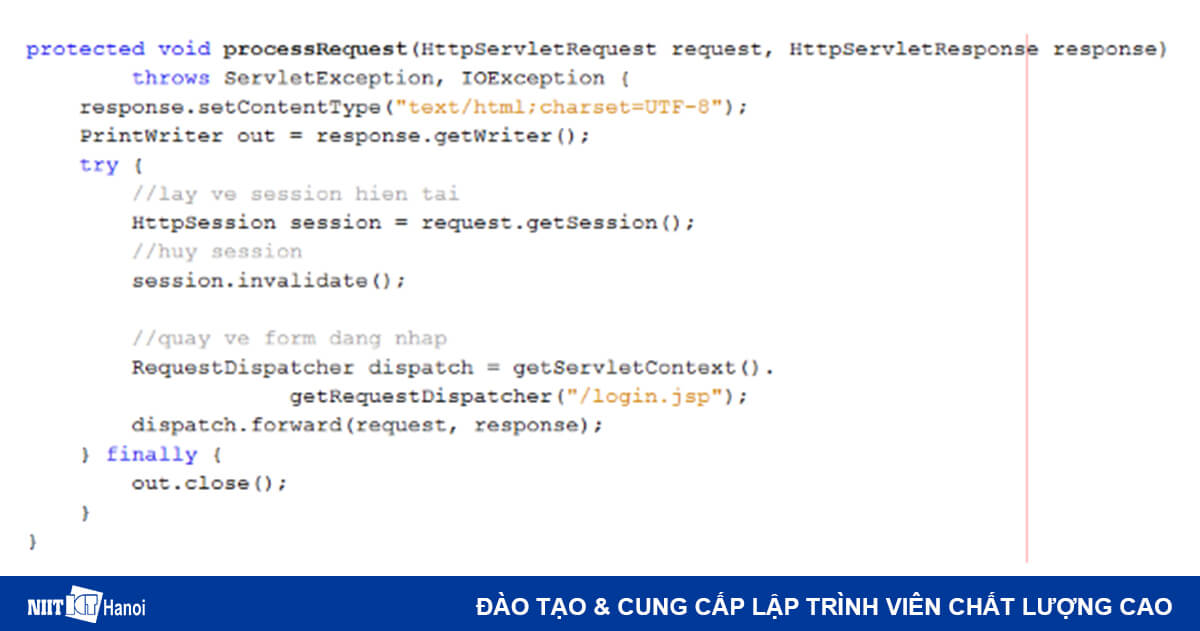 protected void processRequest(HttpServletRequest request, HttpServletResponse response)
throws ServletException, IOException {
response.setContentType("text/html;charset=UTF-8");
PrintWriter out = response.getWriter();
try {
//lay ve session hien tai
HttpSession session = request.getSession();
//huy session
session.invalidate();
//quay ve form dang nhap
RequestDispatcher dispatch = getServletContext().
getRequestDispatcher("/login.jsp");
dispatch.forward(request, response);
} finally {
out.close();
}
}
NIIT ICT Hanoi
ĐÀO TẠO & CUNG CẤP LẬP TRÌNH VIÊN CHẤT LƯỢNG CAO